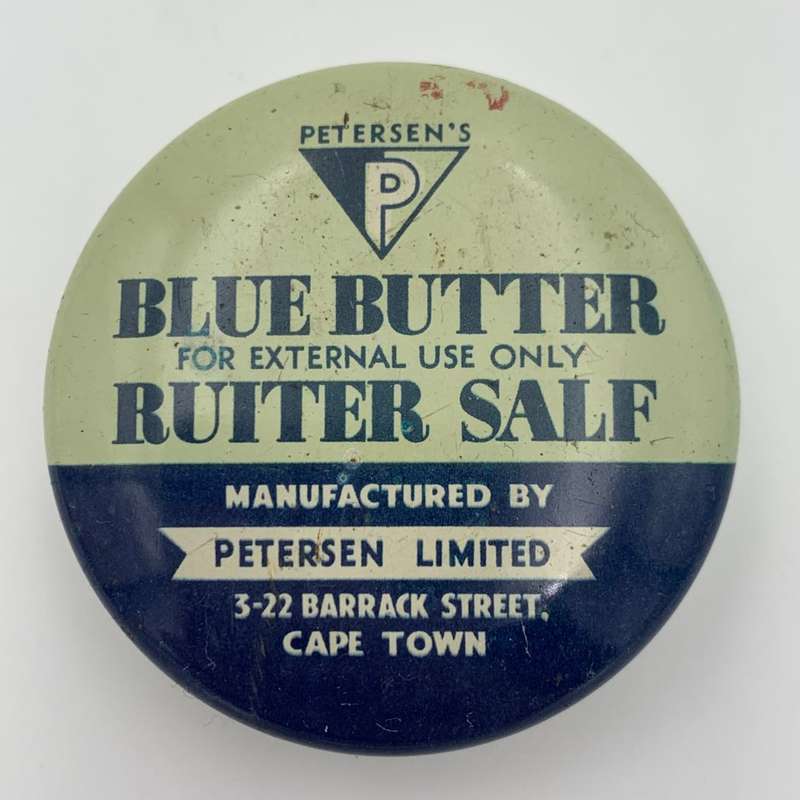 PETERSEN'S
P
BLUE BUTTER
FOR EXTERNAL USE ONLY
RUITER SALF
MANUFACTURED BY
PETERSEN LIMITED
3-22 BARRACK STREET,
CAPE TOWN